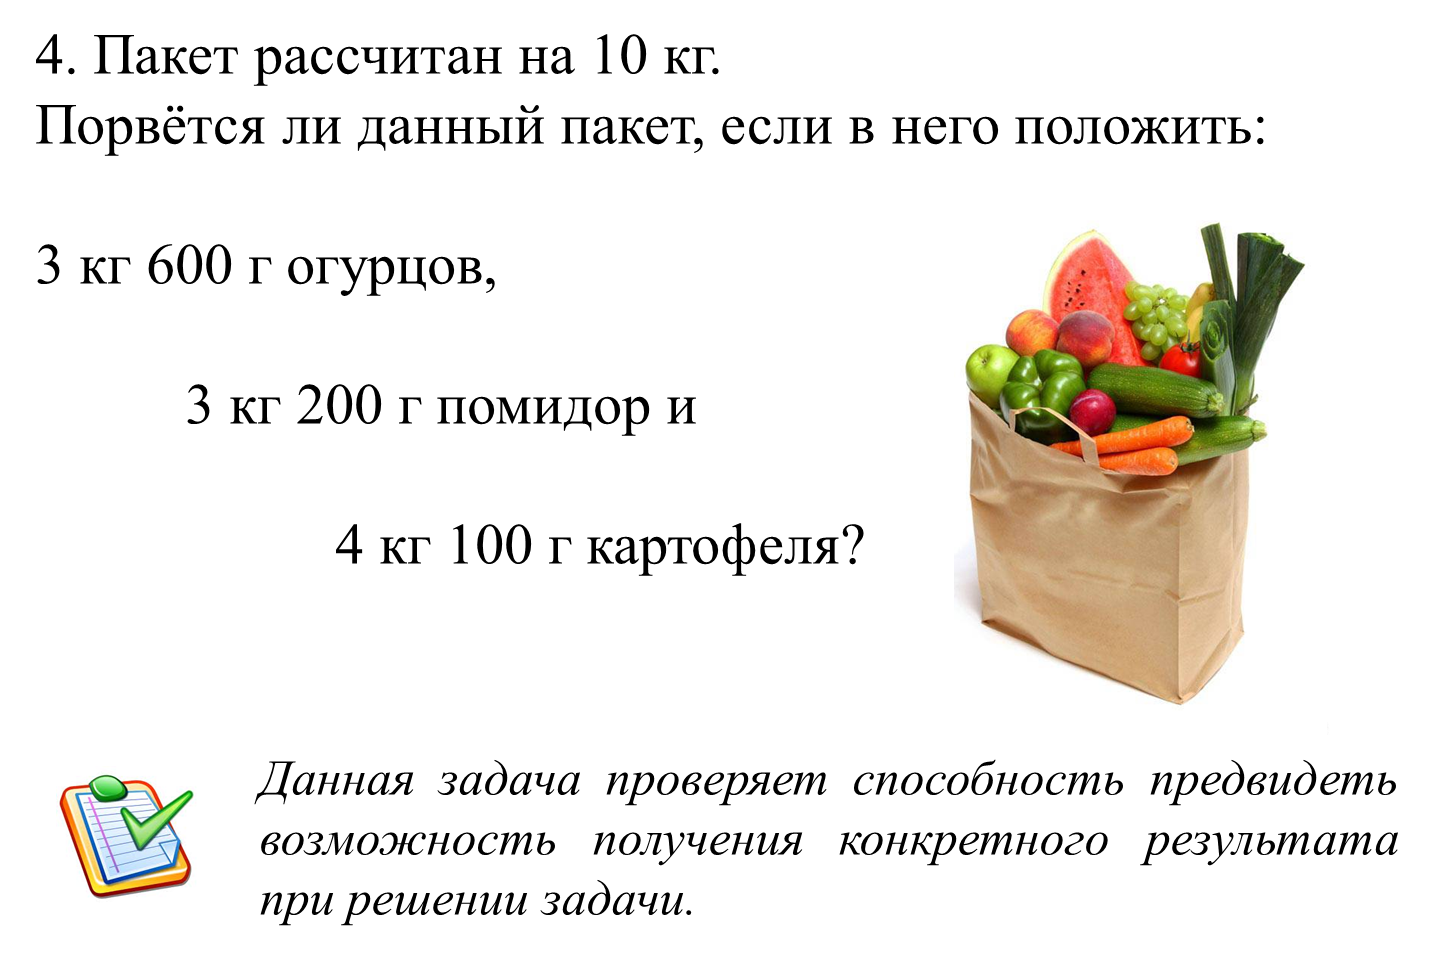 4. Пакет рассчитан на 10 кг.
Порвётся ли данный пакет, если в него положить:
3 кг 600 г огурцов,
3 кг 200 г помидор и
4 кг 100 г картофеля?
Данная задача проверяет способность предвидеть
возможность получения конкретного результата
при решении задачи.